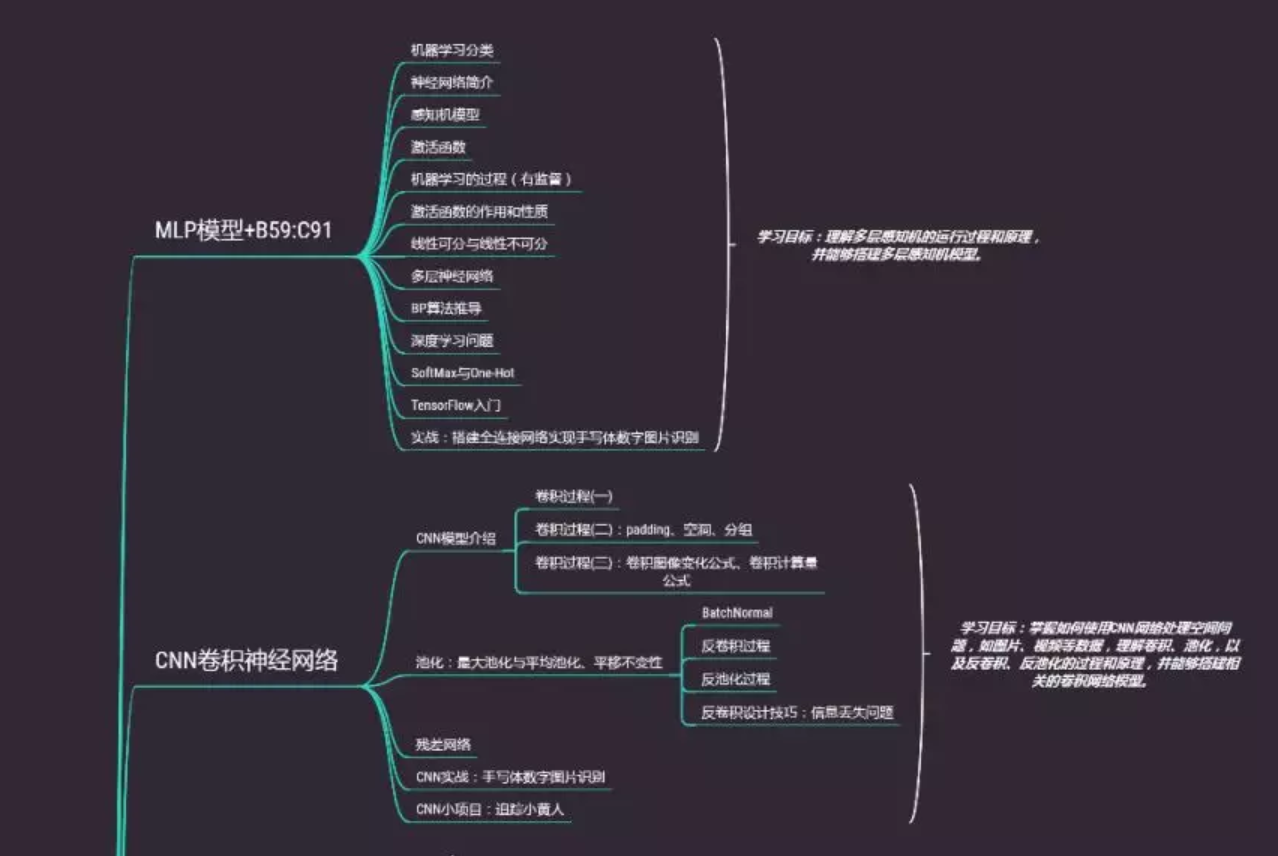 机器学习分类
神经网络简介
感知机模型
激活函数
机器学习的过程（有监督）
激活函数的作用和性质
MLP模型+B59:C91
线性可分与线性不可分
学习目标：理解多层感知机的运行过程和原理，
并能够搭建多层感知机模型。
多层神经网络
BP算法推导
深度学习问题
SoftMax与One-Hot
TensorFlow入门
实战：搭建全连接网络实现手写体数字图片识别
卷积过程(一)
CNN模型介绍
卷积过程(二)：padding、空洞、分组
卷积过程(三)：卷积图像变化公式、卷积计算量
公式
CNN卷积神经网络
池化：最大池化与平均池化、平移不变性
BatchNormal
反卷积过程
反池化过程
反卷积设计技巧：信息丢失问题
学习目标：掌握如何使用CNN网络处理空间问
题，如图片、视频等数据，理解卷积、池化，以
及反卷积、反池化的过程和原理，并能够搭建相
关的卷积网络模型。
残差网络
CNN实战：手写体数字图片识别
CNN小项目：追踪小黄人